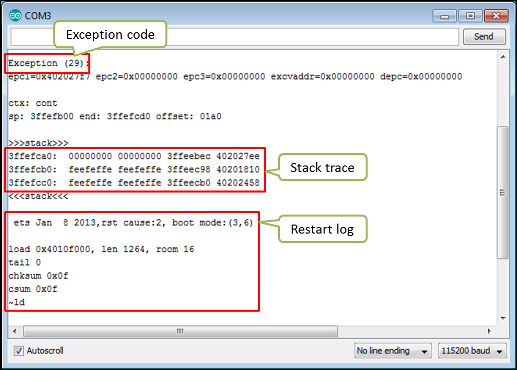 COM3
Exception code
Send
Exception (29):
epc1=0x402027f7 epc2=0x00000000 epc3=0x00000000 excvaddr=0x00000000 depc=0x00000000
ctx: cont
sp: 3ffefb00 end: 3ffefcd0 offset: 01a0
>>>stack>>>
3ffefca0:  00000000 00000000 3ffeebec 402027ee
3ffefcb0:  feefeffe feefeffe 3ffeec98 40201810
3ffefcc0:  feefeffe feefeffe 3ffeecb0 40202458
<<<stack<<<
Stack trace
ets Jan  8 2013,rst cause:2, boot mode:(3,6)
Restart log
load 0x4010f000, len 1264, room 16
tail 0
chksum 0x0f
csum 0x0f
~ld
Autoscroll
No line ending
115200 baud